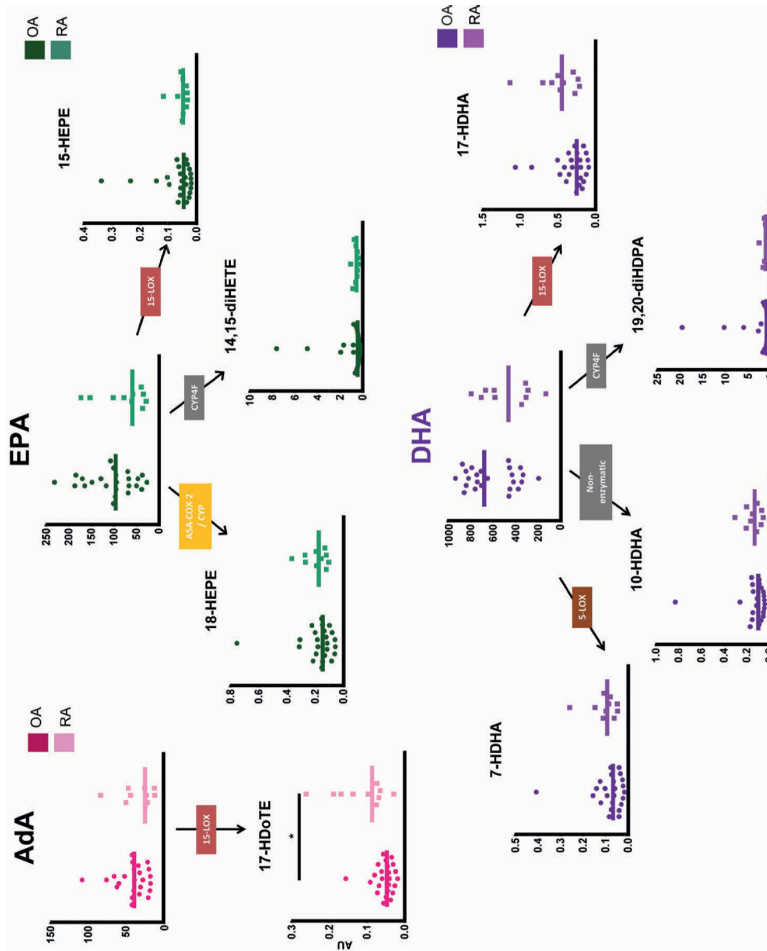 AdA
OA
RA
150
100
50
0
15-LOX
17-HDoTE
AU
0.3
0.2
0.1
0.0
*
EPA
OA
RA
250
200
150
100
50
0
ASA-COX-2
/ CYP
CYP4F
15-LOX
18-HEPE
0.8
0.6
0.4
0.2
0.0
14,15-diHETE
10
8
6
4
2
0
15-HEPE
0.4
0.3
0.2
0.1
0.0
DHA
OA
RA
1000
800
600
400
200
0
5-LOX
Non-
enzymatic
CYP4F
15-LOX
7-HDHA
0.5
0.4
0.3
0.2
0.1
0.0
10-HDHA
1.0
0.8
0.6
0.4
0.2
19,20-diHDPA
25
20
15
10
5
17-HDHA
1.5
1.0
0.5
0.0